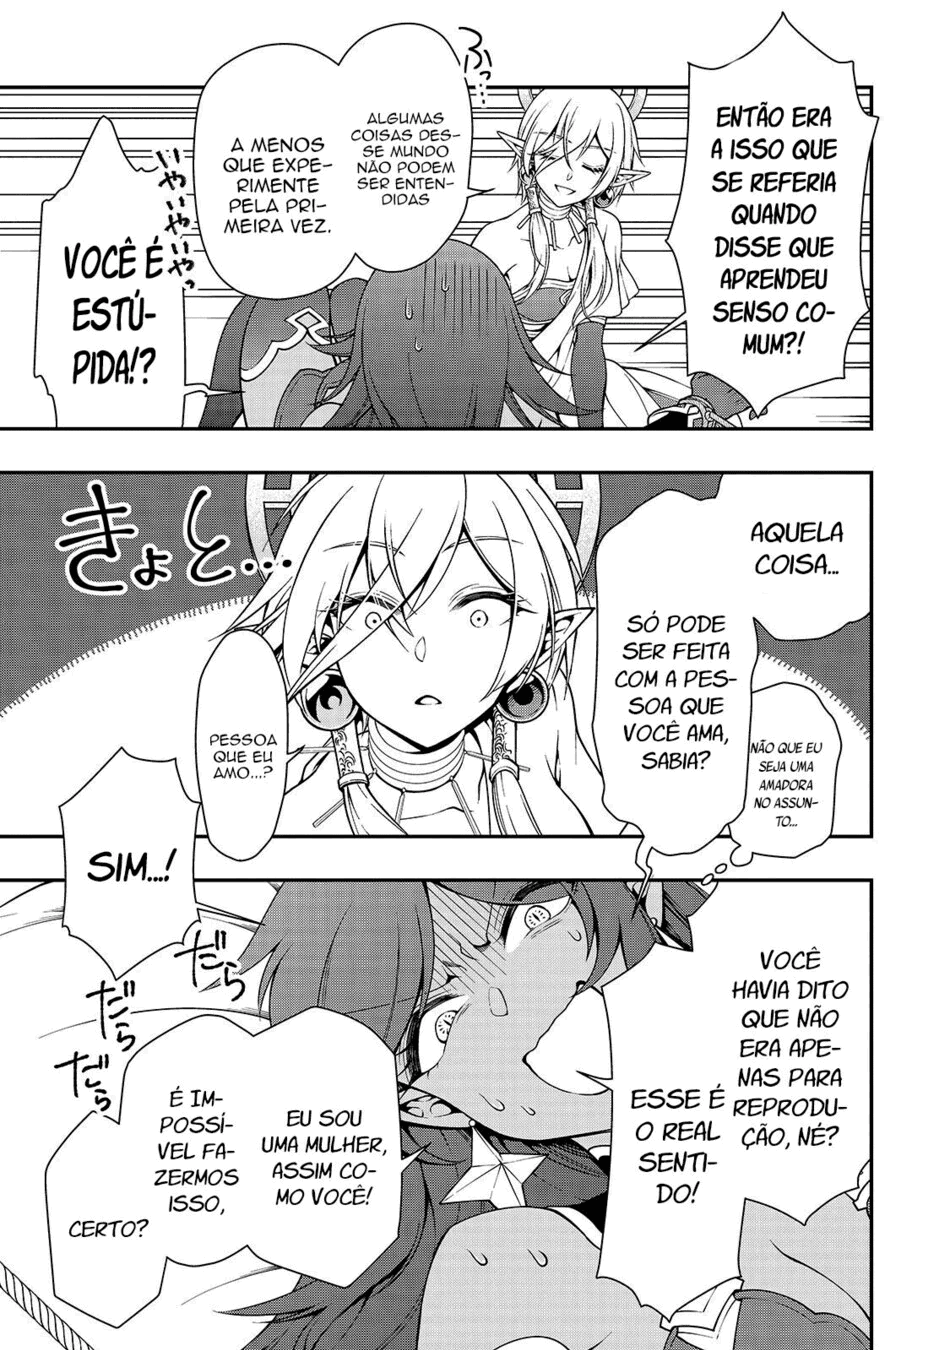 ENTÃO ERA
A ISSO QUE
SE REFERIA
QUANDO
DISSE QUE
APRENDEU
SENSO CO-
MUM?!
ふっ…
ALGUMAS
COISAS DES-
SE MUNDO
NÃO PODEM
SER ENTEN-
DIDAS
A MENOS
QUE EXPE-
RIMENTE
PELA PRI-
MEIRA VEZ.
いやいやいやっ
VOCÊ É
ESTÚ-
PIDA!?
AQUELA
COISA...
SÓ PODE
SER FEITA
COM A PES-
SOA QUE
VOCÊ AMA,
SABIA?
NÃO QUE EU
SEJA UMA
AMADORA
NO ASSUN-
TO...
きょと…
PESSOA
QUE EU
AMO...?
SIM...!
VOCÊ
HAVIA DITO
QUE NÃO
ERA APE-
NAS PARA
REPRODU-
ÇÃO, NÉ?
ESSE É
O REAL
SENTI-
DO!
だら
だら
だら
EU SOU
UMA MULHER,
ASSIM CO-
MO VOCÊ!
É IM-
POSSÍ-
VEL FA-
ZERMOS
ISSO,
CERTO?